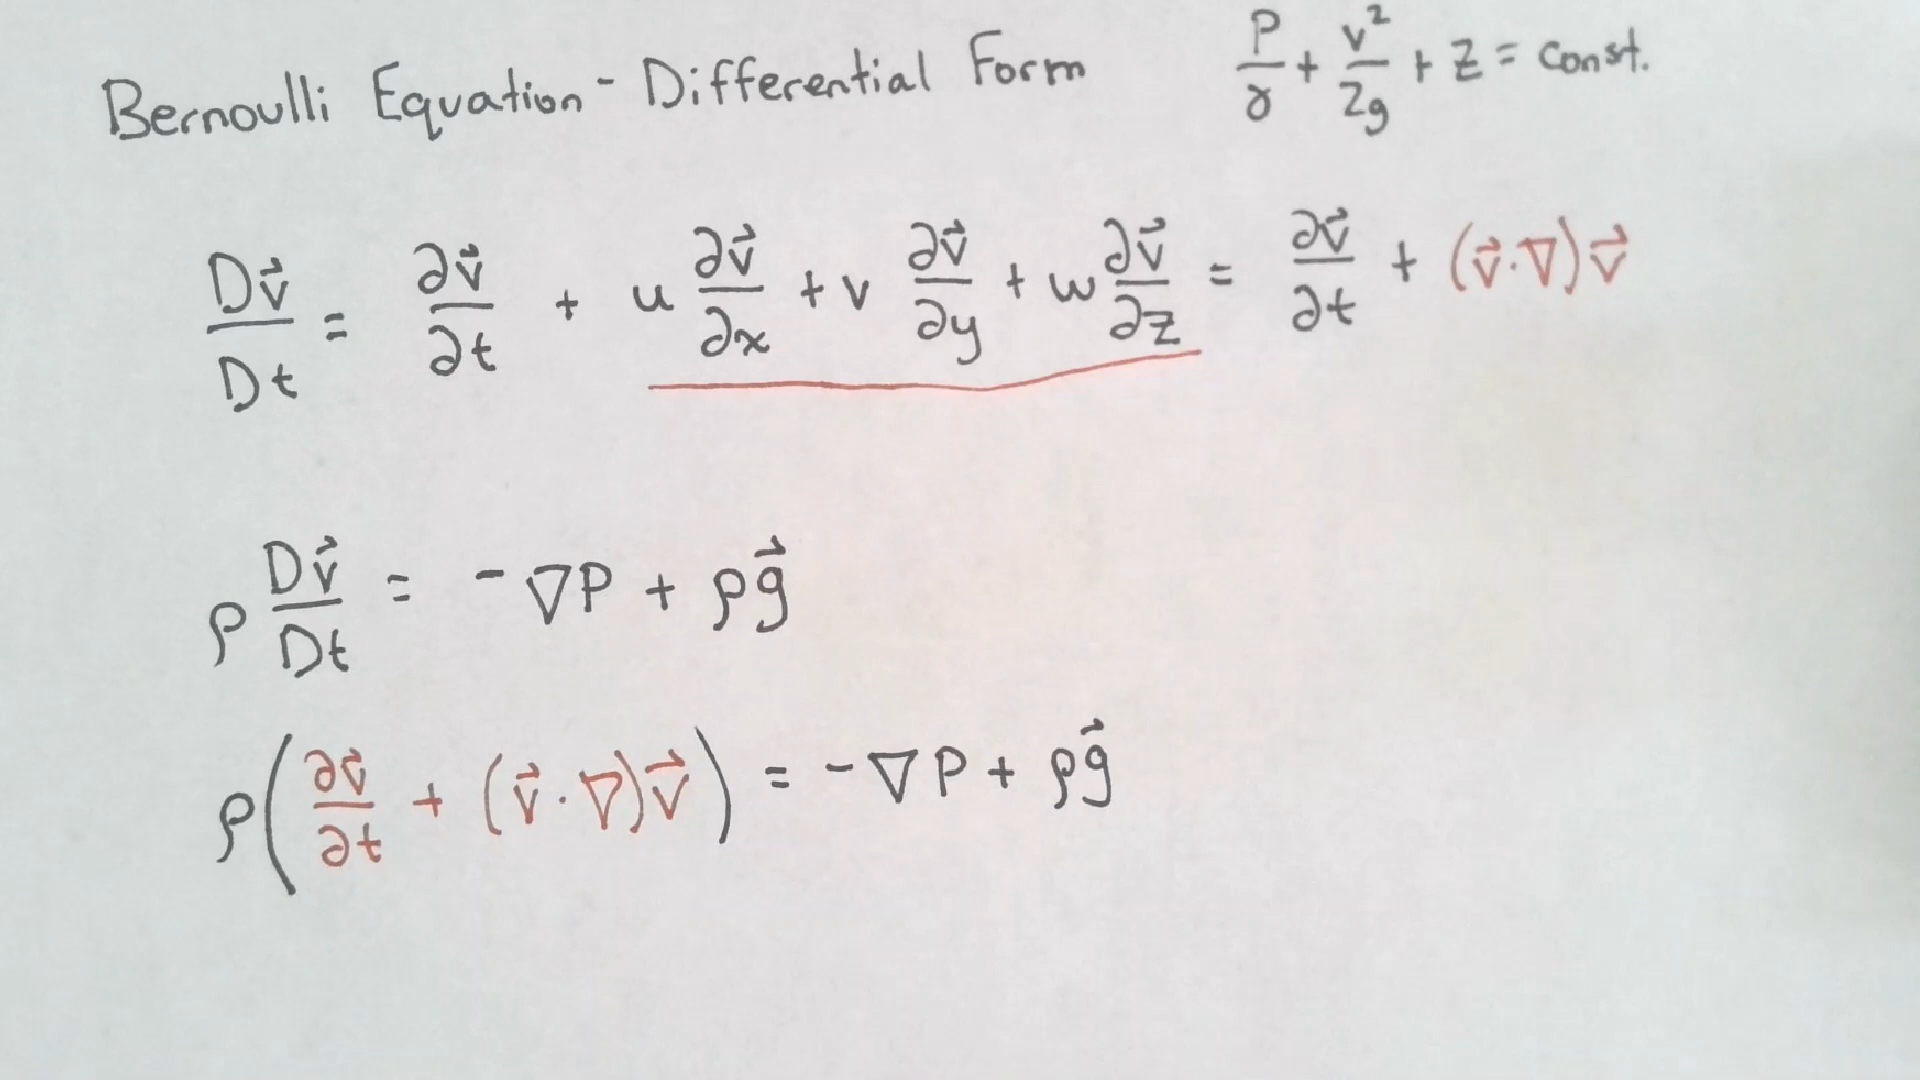 Bernoulli Equation - Differential Form P/γ + v²/2g + z = const.
Dv⃗/Dt = ∂v⃗/∂t + u ∂v⃗/∂x + v ∂v⃗/∂y + w ∂v⃗/∂z = ∂v⃗/∂t + (v⃗·∇)v⃗
ρ Dv⃗/Dt = -∇P + ρg⃗
ρ(∂v⃗/∂t + (v⃗·∇)v⃗) = -∇P + ρg⃗